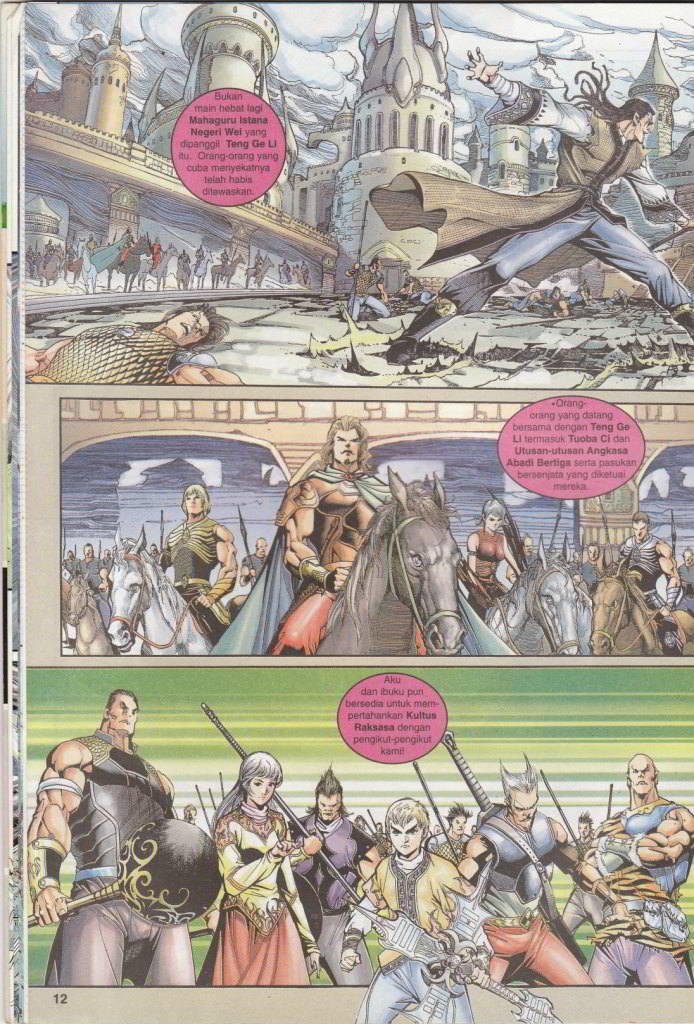 Bukan
main hebat lagi
Mahaguru Istana
Negeri Wei yang
dipanggil Teng Ge Li
itu. Orang-orang yang
cuba menyekatnya
telah habis
ditewaskan.
•Orang-
orang yang datang
bersama dengan Teng Ge
Li termasuk Tuoba Ci dan
Utusan-utusan Angkasa
Abadi Bertiga serta pasukan
bersenjata yang diketuai
mereka.
Aku
dan ibuku pun
bersedia untuk mem-
pertahankan Kultus
Raksasa dengan
pengikut-pengikut
kami!
12